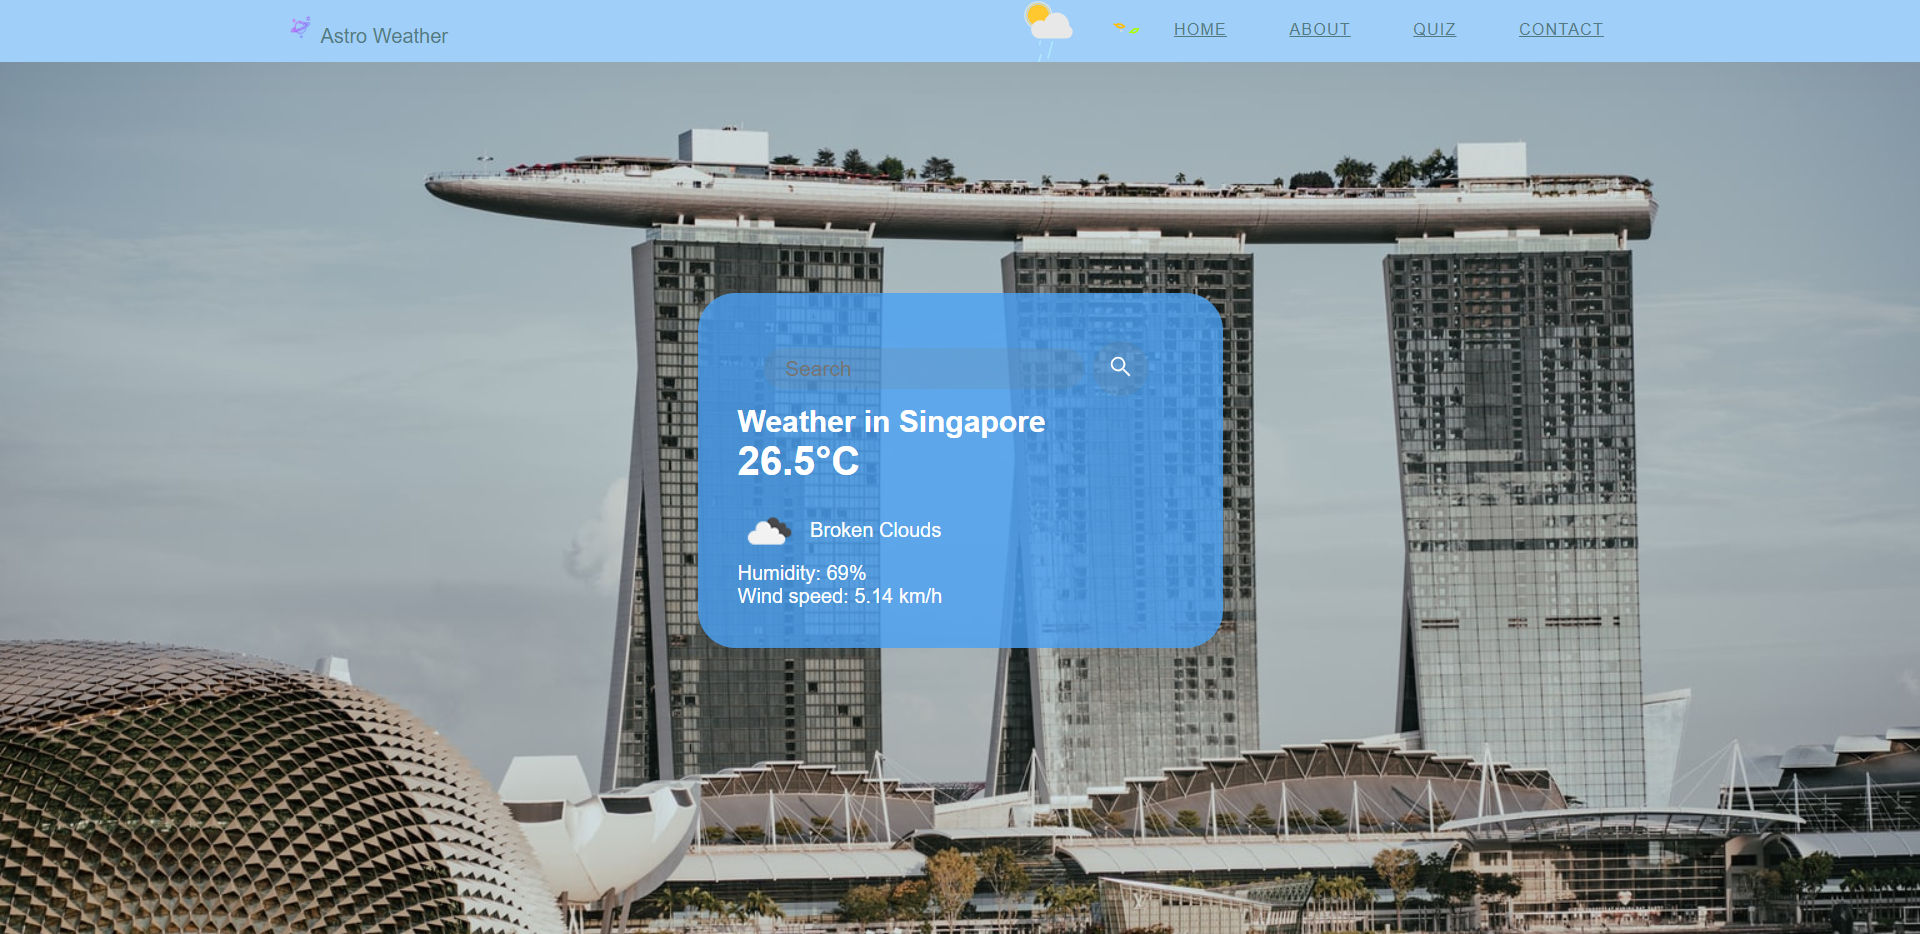 Astro Weather
HOME ABOUT QUIZ CONTACT
Search
Weather in Singapore
26.5°C
Broken Clouds
Humidity: 69%
Wind speed: 5.14 km/h